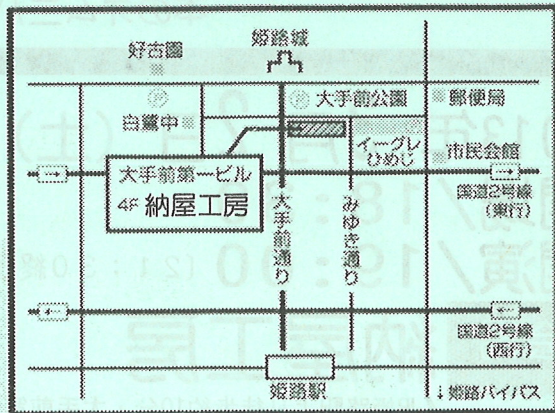 姫路城
好古園
Ⓟ
Ⓟ 大手前公園
郵便局
白鷺中
イーグレ
ひめじ
市民会館
大手前第一ビル
4F 納屋工房
国道2号線
(東行)
大手前通り
みゆき通り
国道2号線
(西行)
姫路駅
↓姫路バイパス